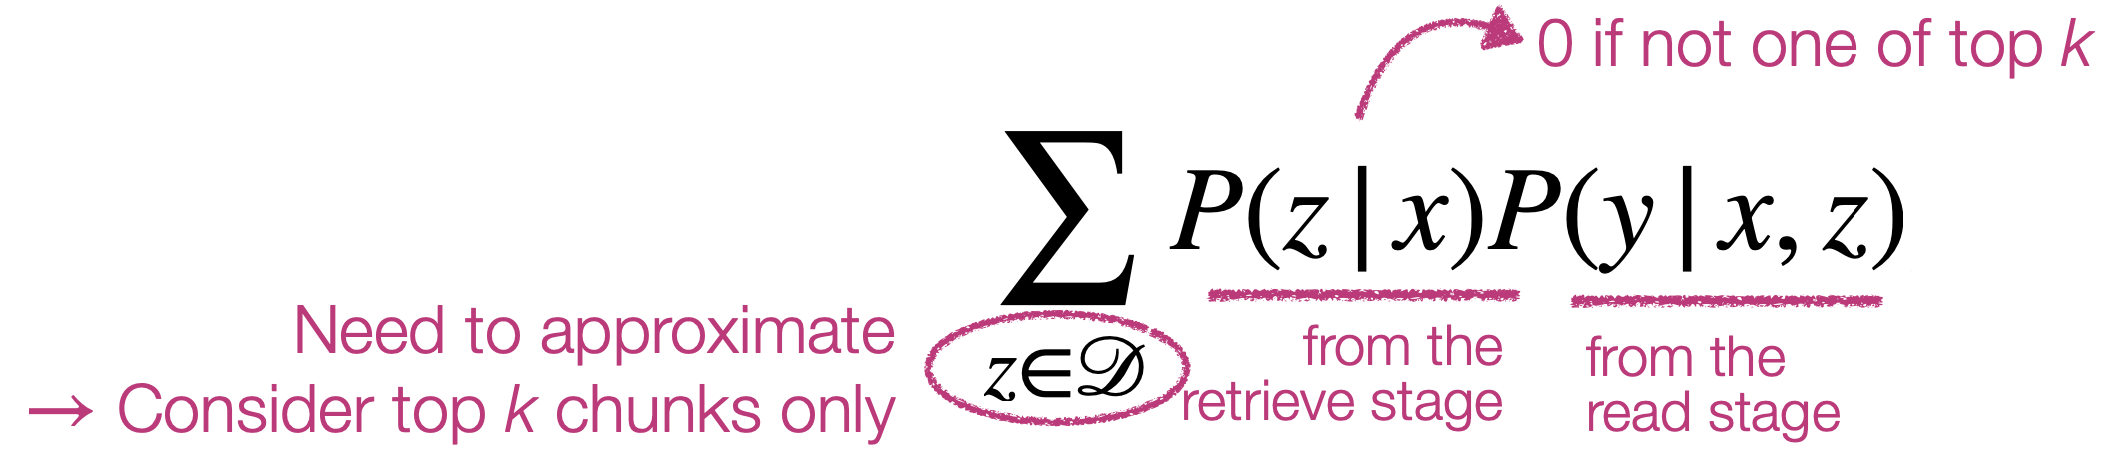 0 if not one of top k
∑ P(z | x)P(y | x, z)
z∈𝒟
Need to approximate
→ Consider top k chunks only
from the
retrieve stage
from the
read stage